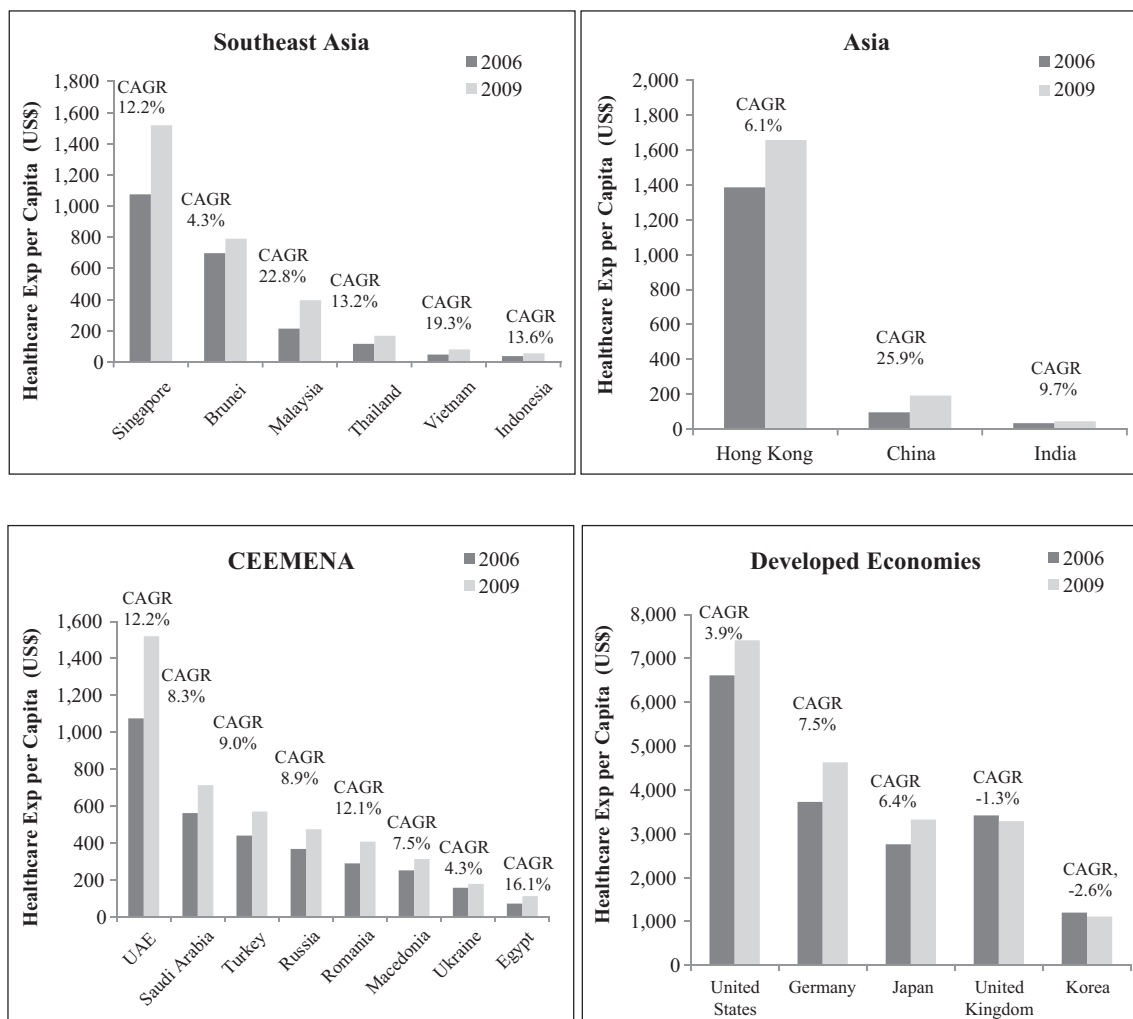 Southeast Asia
2006
2009
Healthcare Exp per Capita (US$)
1,800
1,600
1,400
1,200
1,000
800
600
400
200
0
CAGR
12.2%
CAGR
4.3%
CAGR
22.8%
CAGR
13.2%
CAGR
19.3%
CAGR
13.6%
Singapore
Brunei
Malaysia
Thailand
Vietnam
Indonesia
Asia
2006
2009
Healthcare Exp per Capita (US$)
2,000
1,800
1,600
1,400
1,200
1,000
800
600
400
200
0
CAGR
6.1%
CAGR
25.9%
CAGR
9.7%
Hong Kong
China
India
CEEMENA
2006
2009
Healthcare Exp per Capita (US$)
1,600
1,400
1,200
1,000
800
600
400
200
0
CAGR
12.2%
CAGR
8.3%
CAGR
9.0%
CAGR
8.9%
CAGR
12.1%
CAGR
7.5%
CAGR
4.3%
CAGR
16.1%
UAE
Saudi Arabia
Turkey
Russia
Romania
Macedonia
Ukraine
Egypt
Developed Economies
2006
2009
Healthcare Exp per Capita (US$)
8,000
7,000
6,000
5,000
4,000
3,000
2,000
1,000
0
CAGR
3.9%
CAGR
7.5%
CAGR
6.4%
CAGR
-1.3%
CAGR,
-2.6%
United
States
Germany
Japan
United
Kingdom
Korea